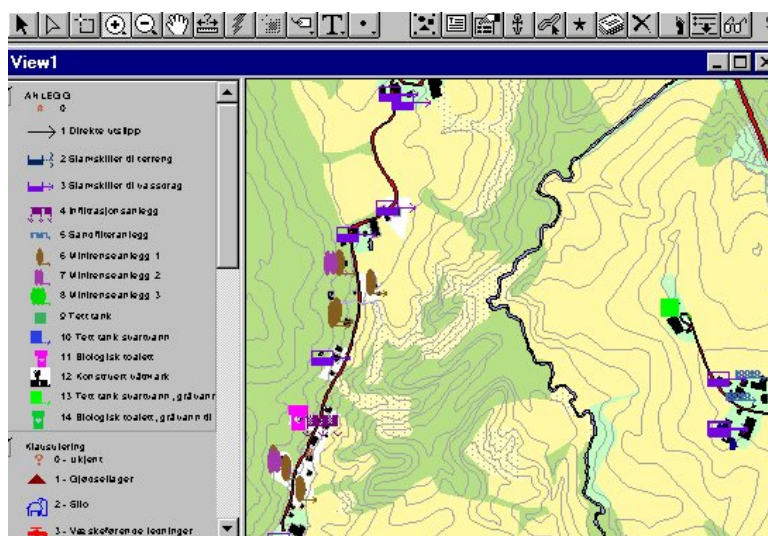 View1
ANLEGG
0
1 Direkte utslipp
2 Slamskiller til terreng
3 Slamskiller til vassdrag
4 Infiltrasjonsanlegg
5 Sandfilteranlegg
6 Minirenseanlegg 1
7 Minirenseanlegg 2
8 Minirenseanlegg 3
9 Tett tank
10 Tett tank svartvann
11 Biologisk toalett
12 Konstruert våtmark
13 Tett tank svartvann, gråvann
14 Biologisk toalett, gråvann til
Klausulering
0 - Ukjent
1 - Gjødsellager
2 - Silo
3 - Væskeførende ledninger